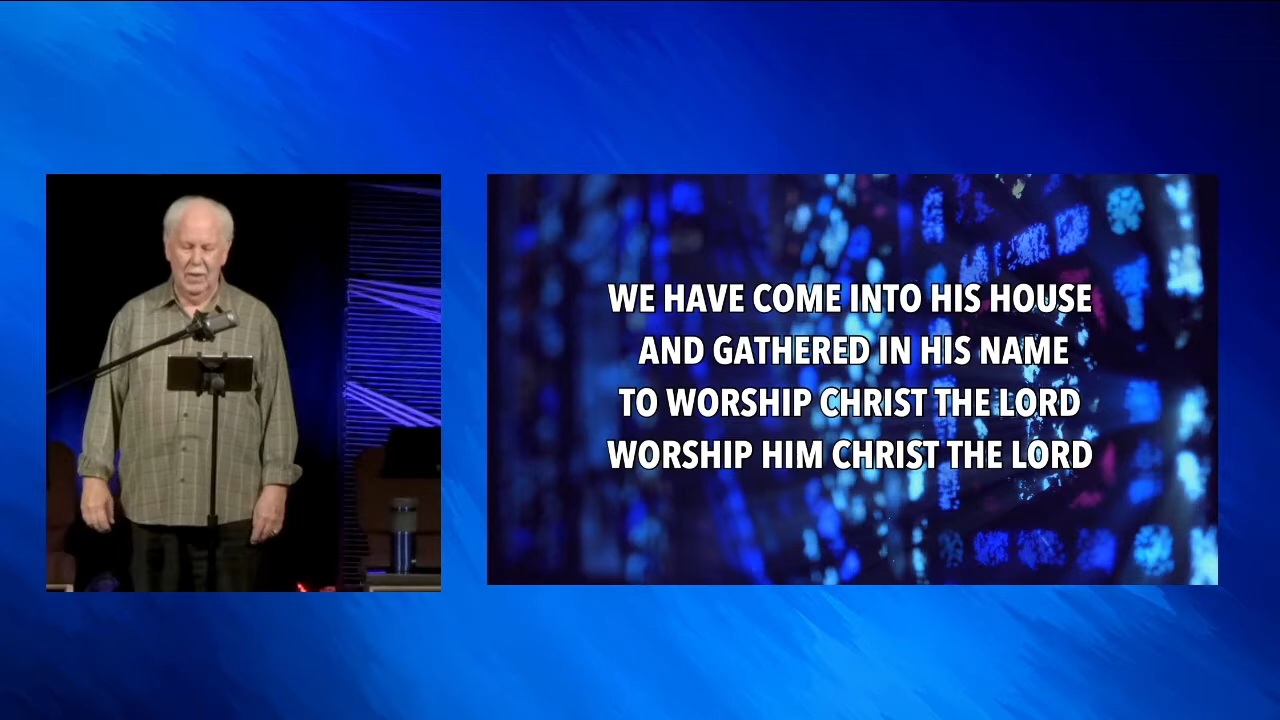 WE HAVE COME INTO HIS HOUSE
AND GATHERED IN HIS NAME
TO WORSHIP CHRIST THE LORD
WORSHIP HIM CHRIST THE LORD